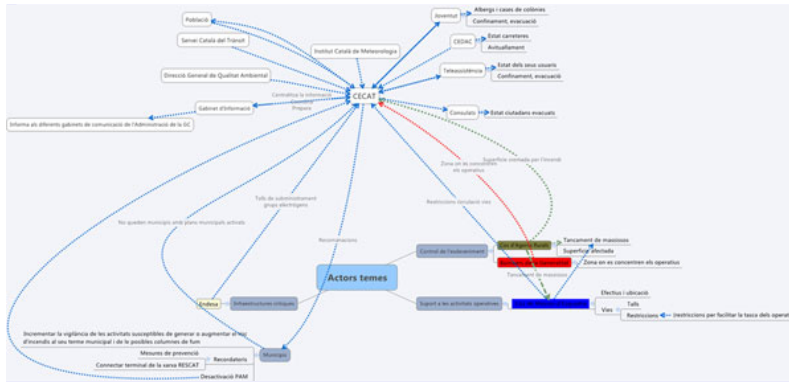 Població
Servei Català del Trànsit
Institut Català de Meteorologia
Direcció General de Qualitat Ambiental
Gabinet d'Informació
Informa als diferents gabinets de comunicació de l'Administració de la GC
CECAT
Centralitza la informació
Coordina
Prepara
Joventut
Albergs i cases de colònies
Confinament, evacuació
CEDAC
Estat carreteres
Avituallament
Teleassistència
Estat dels seus usuaris
Confinament, evacuació
Consulats
Estat ciutadans evacuats
Superfície cremada per l'incendi
Zona on es concentren
els operatius
Talls de subministrament
grups electrògens
Restriccions circulació vies
No queden municipis amb plans municipals activats
Recomanacions
Actors temes
Control de l'esdeveniment
Cos d'Agents Rurals
Tancament de massissos
Superfície afectada
Zona on es concentren els operatius
Tancament de massissos
Suport a les activitats operatives
Efectius i ubicació
Vies
Talls
Restriccions
(restriccions per facilitar la tasca dels operat
Endesa
Infraestructures crítiques
Incrementar la vigilància de les activitats susceptibles de generar o augmentar el risc
d'incendi al seu terme municipal i de le possibles columnes de fum
Municipis
Mesures de prevenció
Recordatoris
Connectar terminal de la xarxa RESCAT
Desactivació PAM